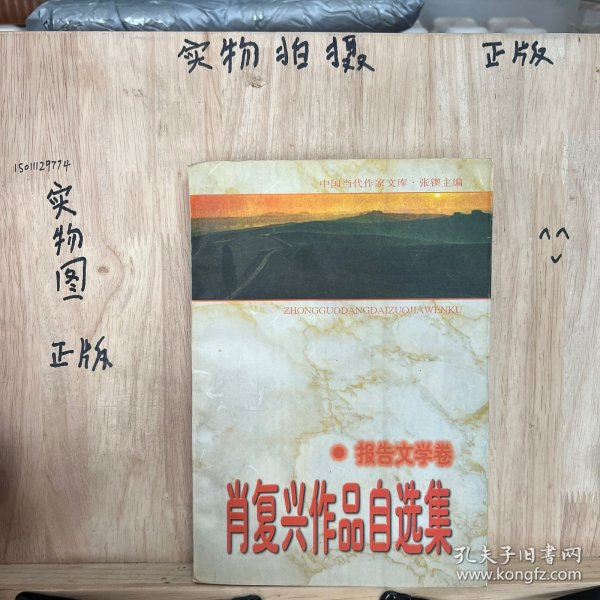 实物拍摄
正版
15011129774
实物图
正版
中国当代作家文库·张锲主编
ZHONGGUODANGDAIZUOJIAWENKU
•报告文学卷
肖复兴作品自选集
孔夫子旧书网
www.kongfz.com